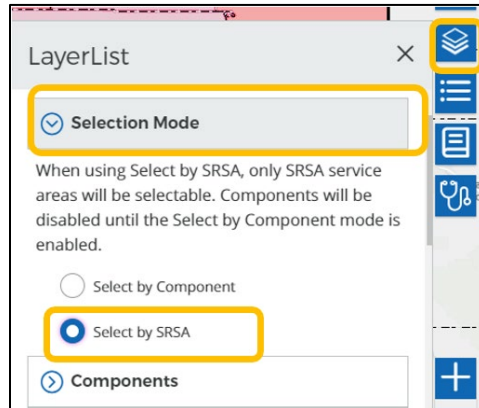 LayerList
Selection Mode
When using Select by SRSA, only SRSA service
areas will be selectable. Components will be
disabled until the Select by Component mode is
enabled.
Select by Component
Select by SRSA
Components